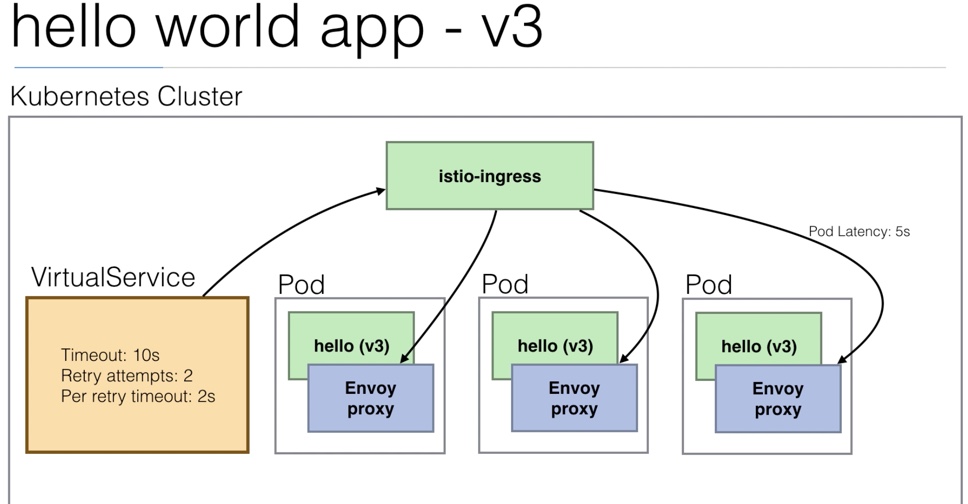 hello world app - v3
Kubernetes Cluster
istio-ingress
Pod Latency: 5s
VirtualService
Timeout: 10s
Retry attempts: 2
Per retry timeout: 2s
Pod
hello (v3)
Envoy
proxy
Pod
hello (v3)
Envoy
proxy
Pod
hello (v3)
Envoy
proxy